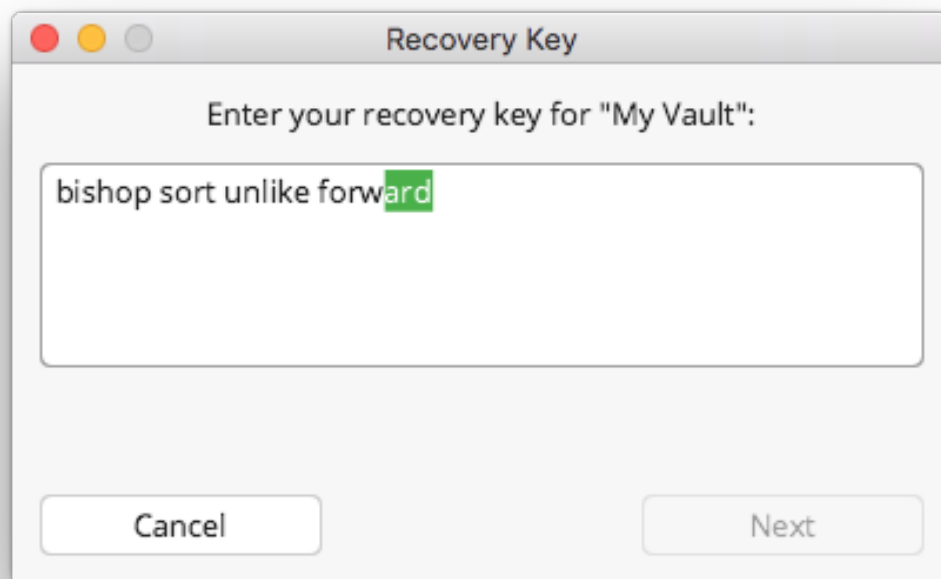 Recovery Key
Enter your recovery key for "My Vault":
bishop sort unlike forward
Cancel
Next